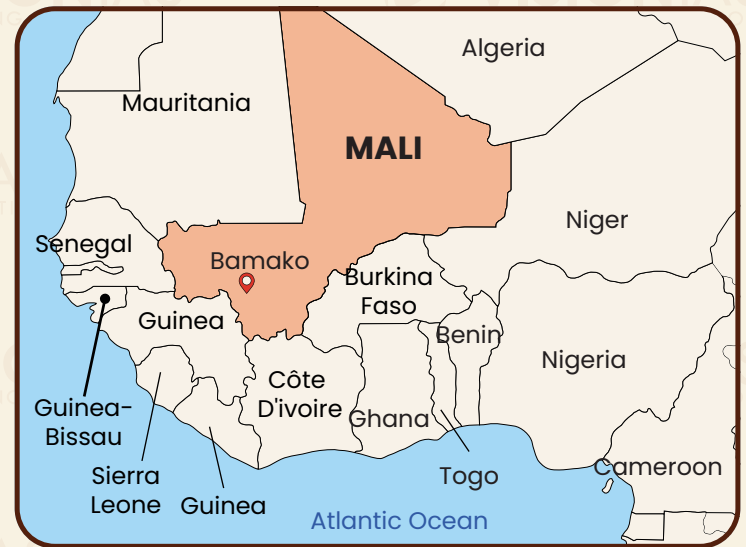 Algeria
Mauritania
MALI
Niger
Senegal
Bamako
Burkina
Faso
Guinea
Benin
Nigeria
Côte
D'ivoire
Ghana
Guinea-
Bissau
Sierra
Leone
Guinea
Togo
Cameroon
Atlantic Ocean